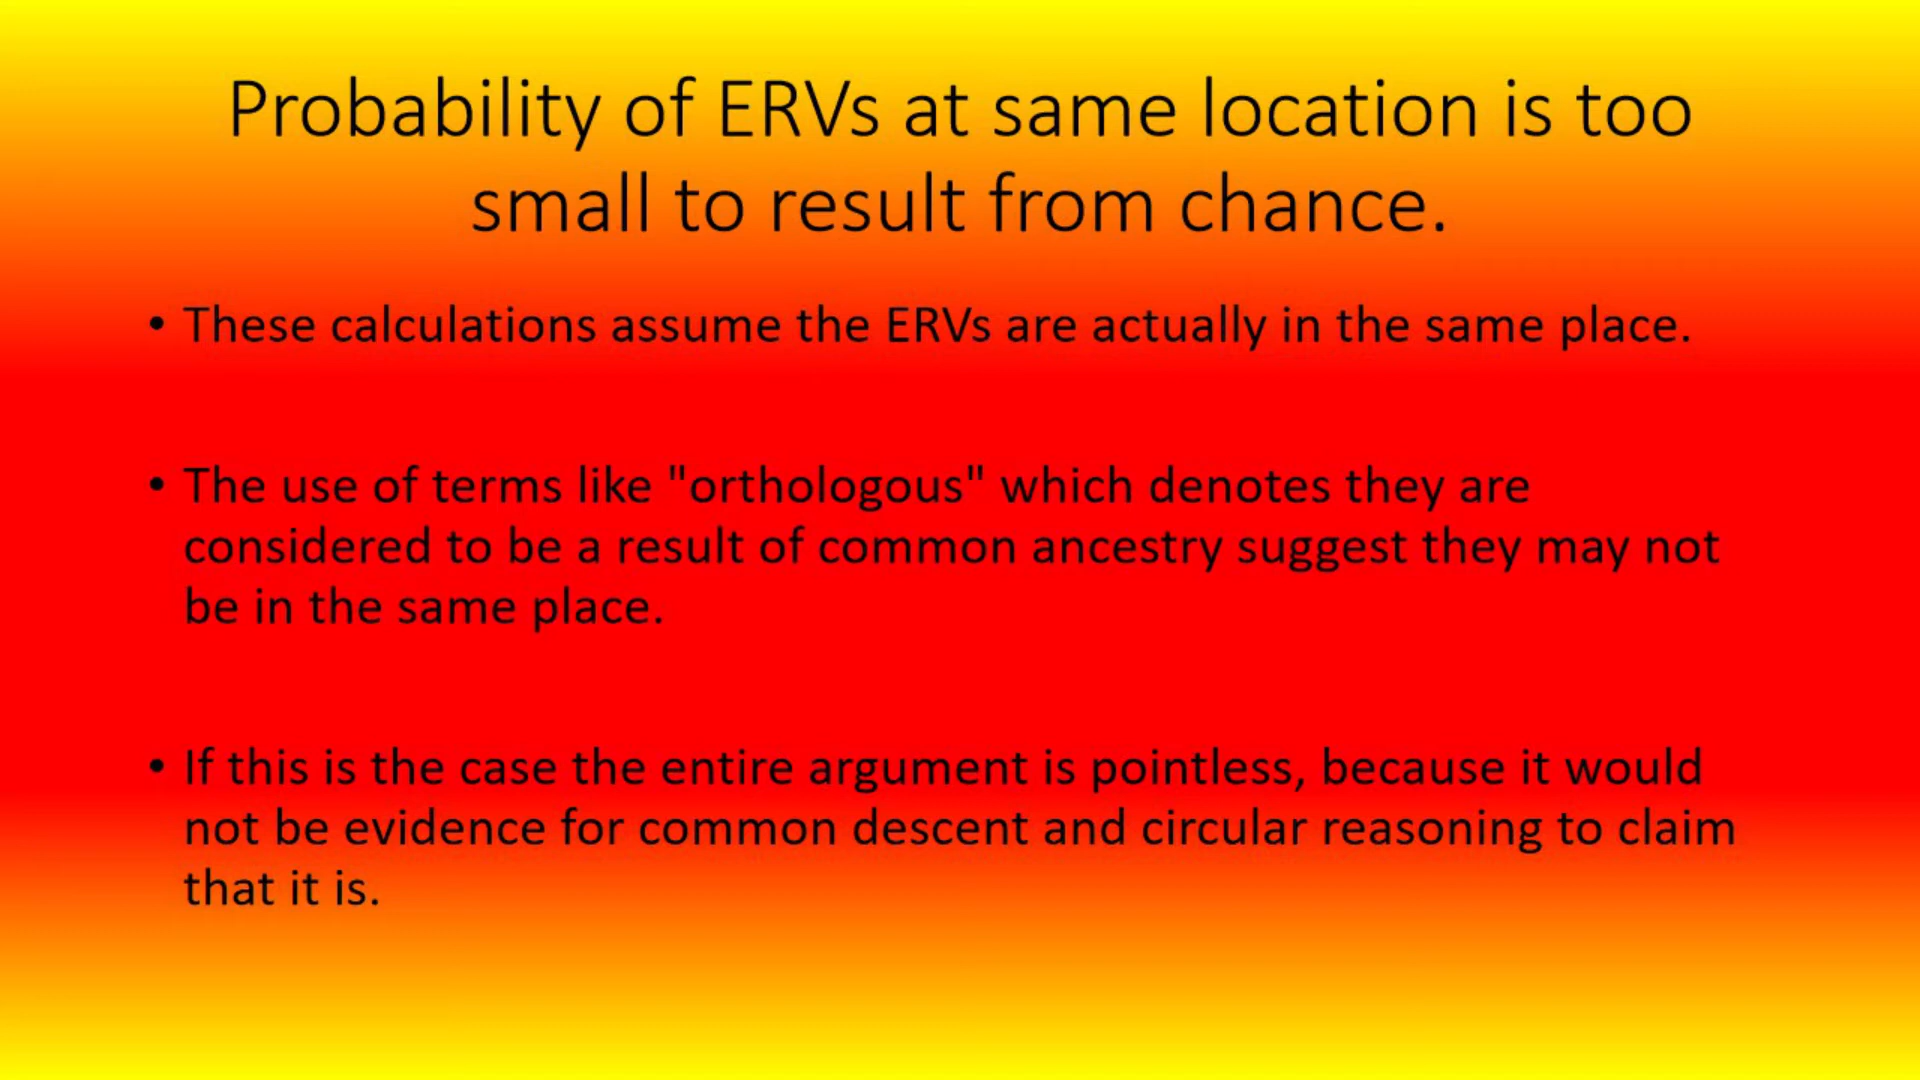 Probability of ERVs at same location is too
small to result from chance.
• These calculations assume the ERVs are actually in the same place.
• The use of terms like "orthologous" which denotes they are
considered to be a result of common ancestry suggest they may not
be in the same place.
• If this is the case the entire argument is pointless, because it would
not be evidence for common descent and circular reasoning to claim
that it is.